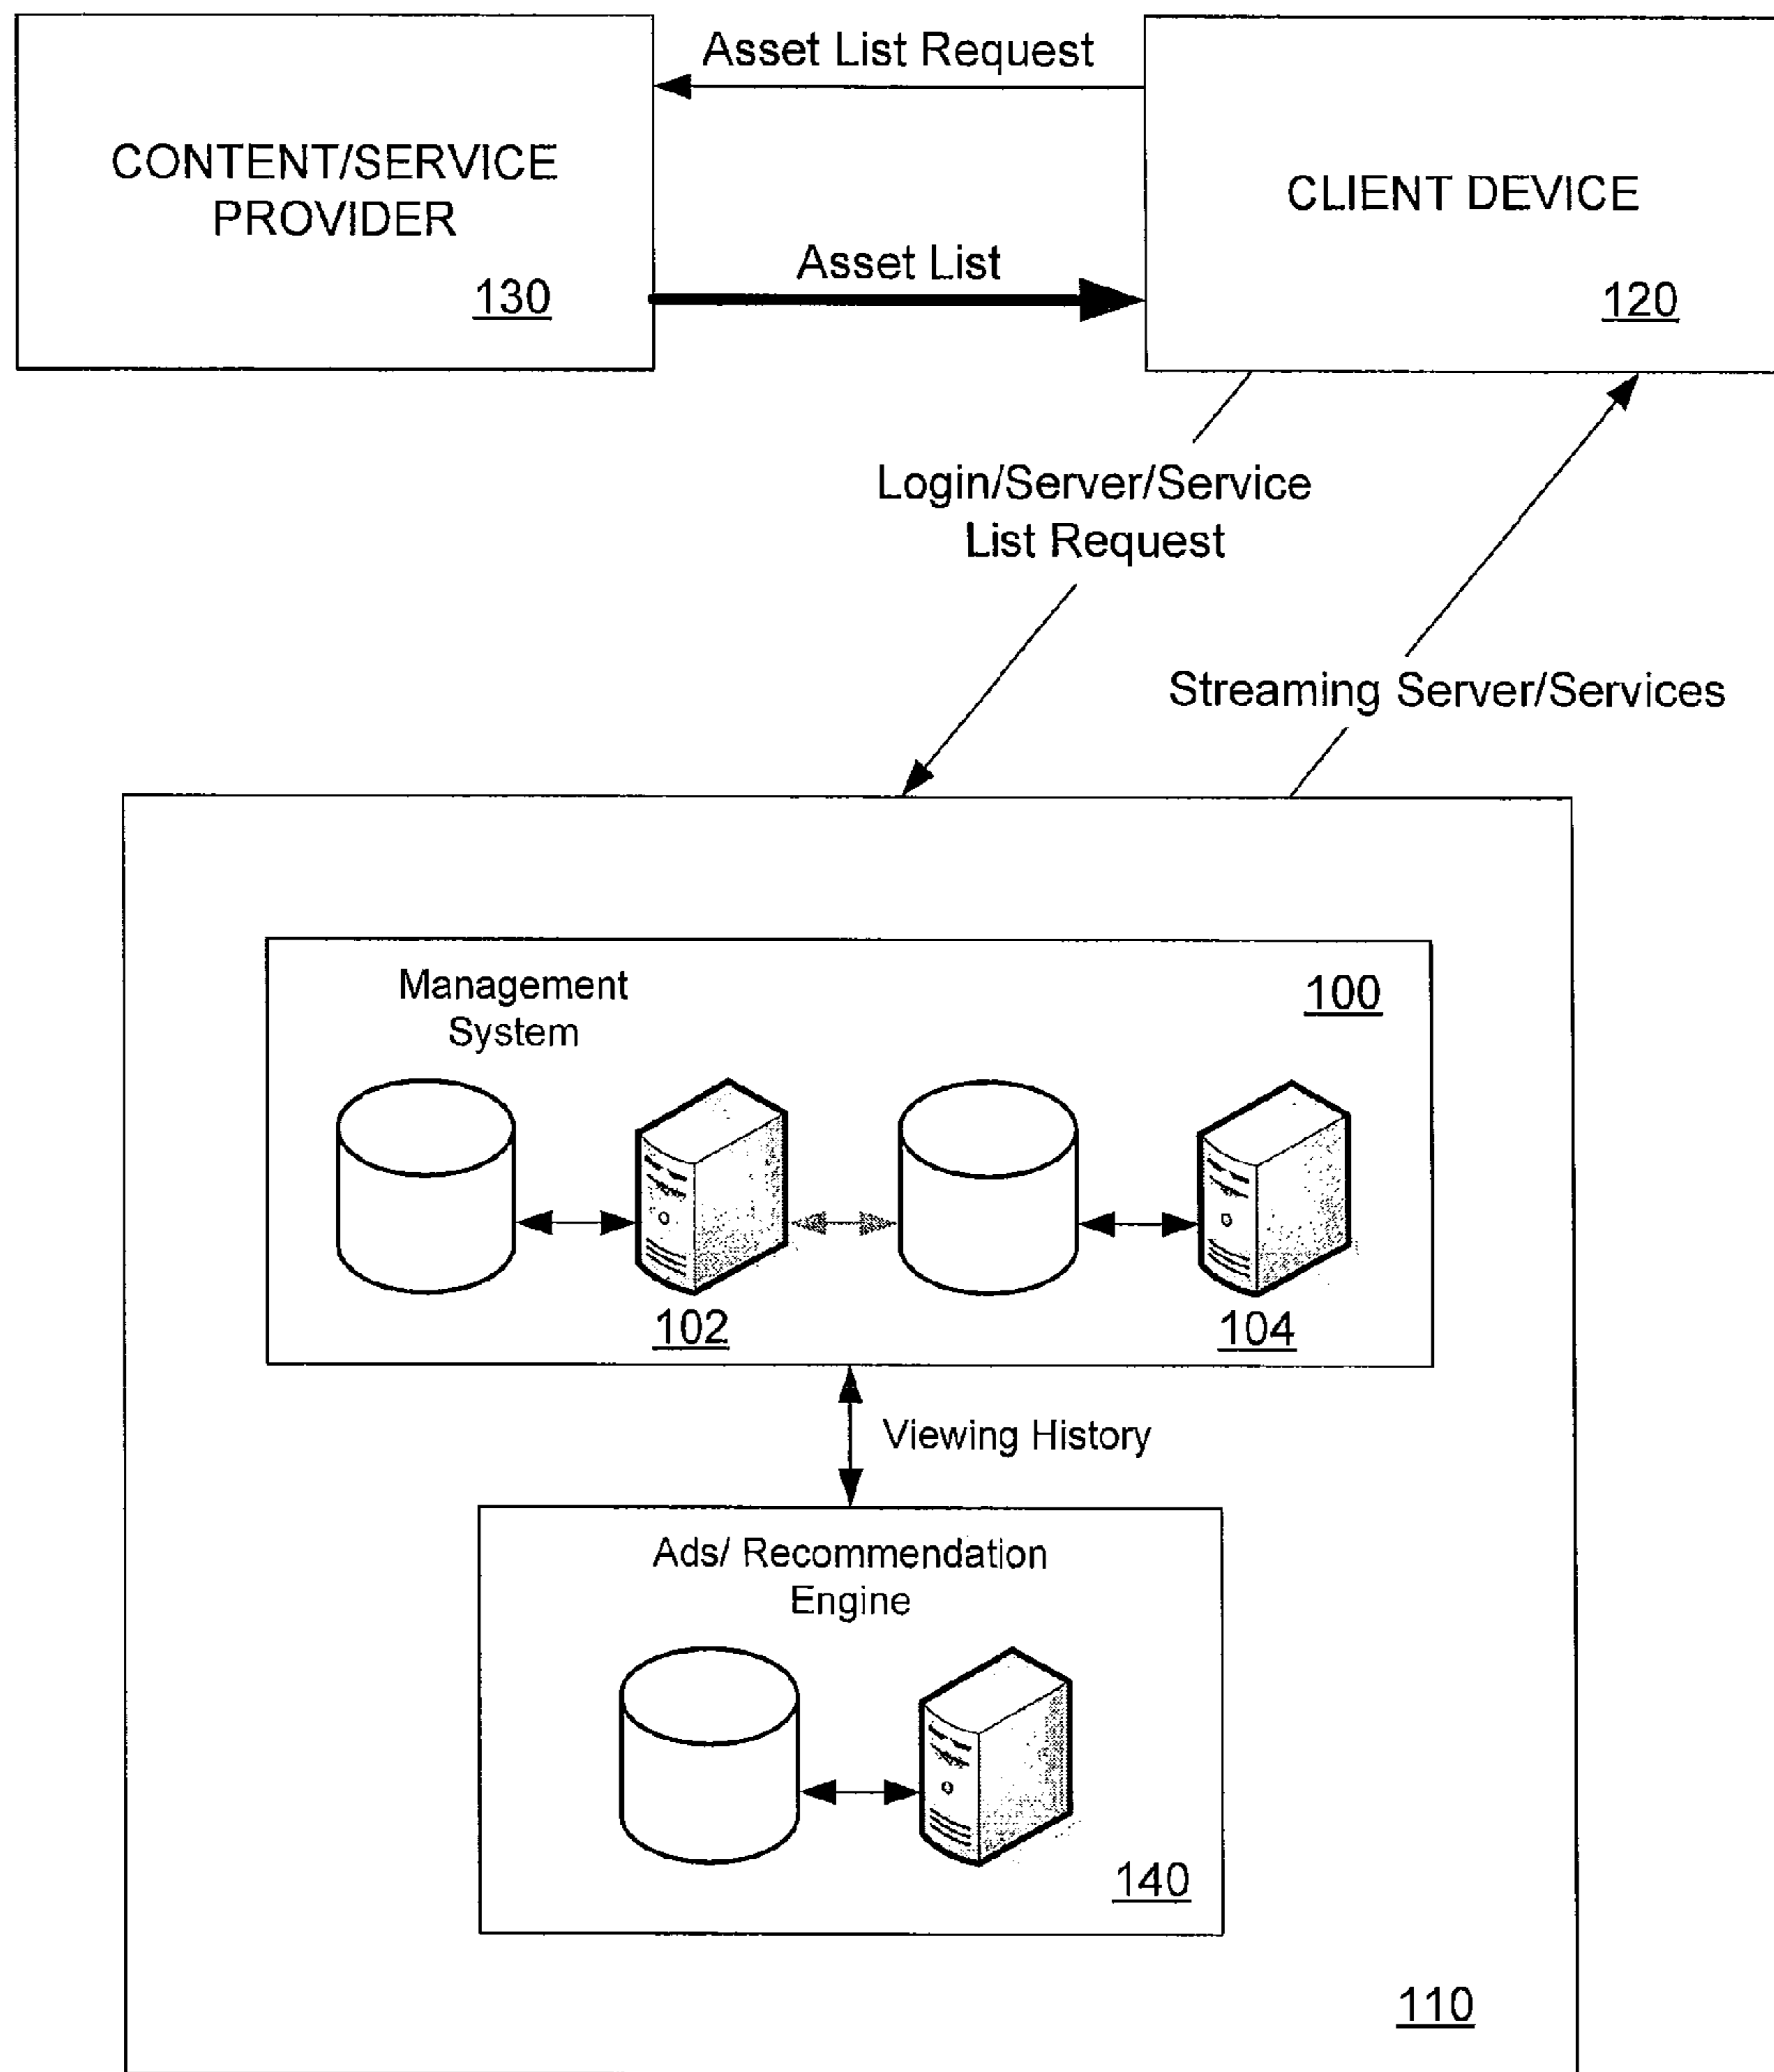 Asset List Request
CONTENT/SERVICE
PROVIDER
130
CLIENT DEVICE
120
Asset List
Login/Server/Service
List Request
Streaming Server/Services
Management
System
100
102
104
Viewing History
Ads/ Recommendation
Engine
140
110